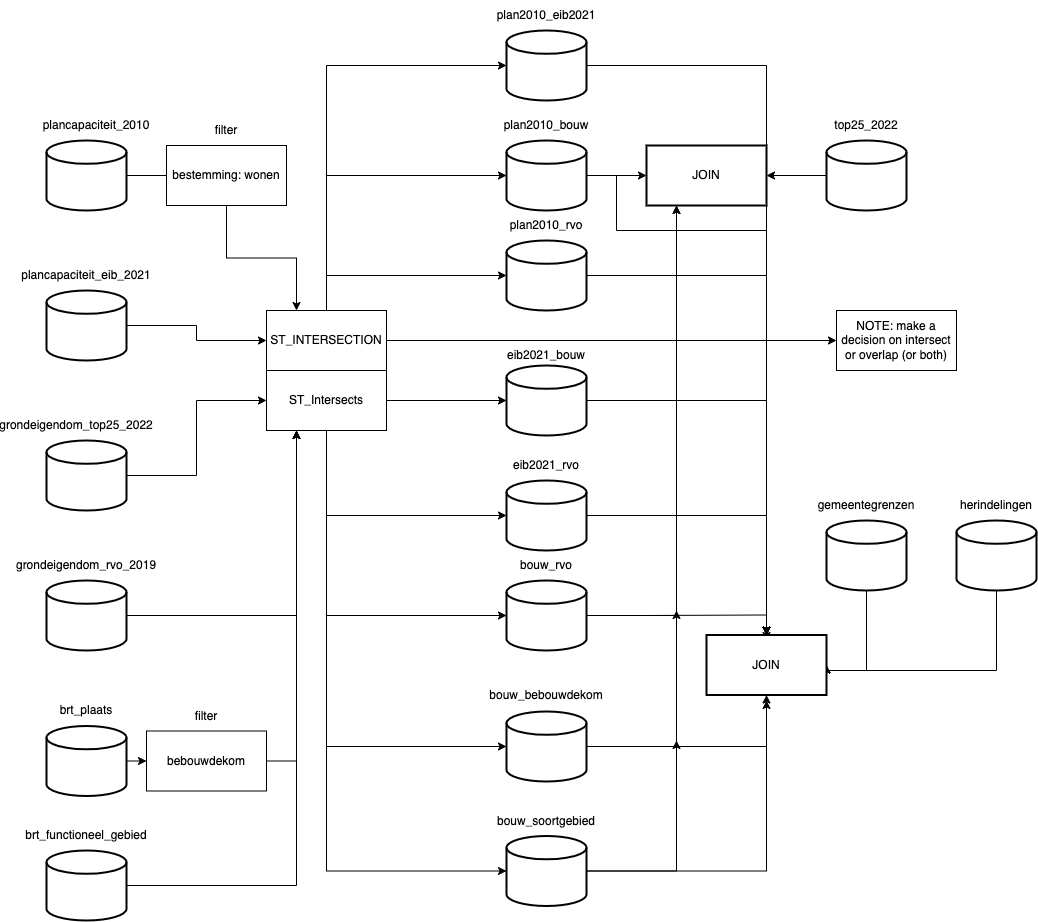 plan2010_eib2021
plancapaciteit_2010
filter
plan2010_bouw
top25_2022
bestemming: wonen
JOIN
plan2010_rvo
plancapaciteit_eib_2021
ST_INTERSECTION
NOTE: make a
decision on intersect
or overlap (or both)
eib2021_bouw
ST_Intersects
grondeigendom_top25_2022
eib2021_rvo
gemeentegrenzen
herindelingen
grondeigendom_rvo_2019
bouw_rvo
JOIN
brt_plaats
filter
bouw_bebouwdekom
bebouwdekom
bouw_soortgebied
brt_functioneel_gebied